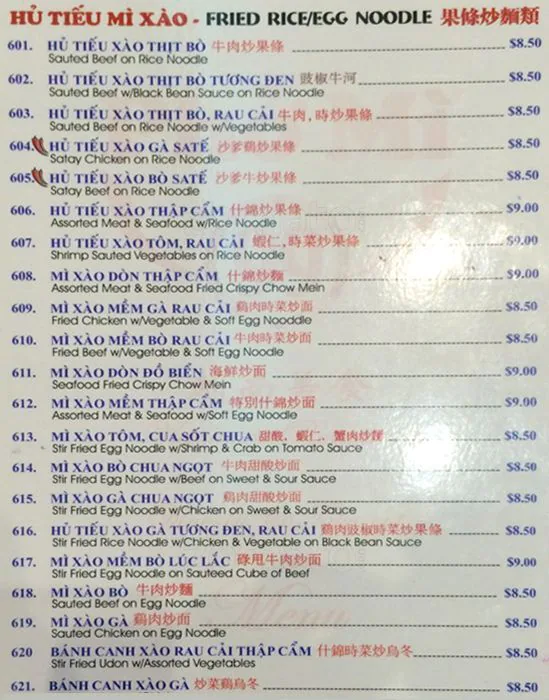 HỦ TIẾU MÌ XÀO - FRIED RICE/EGG NOODLE 果條炒麵類
601. HỦ TIẾU XÀO THỊT BÒ 牛肉炒果條 $8.50
Sauted Beef on Rice Noodle
602. HỦ TIẾU XÀO THỊT BÒ TƯƠNG ĐEN 豉椒牛河 $8.50
Sauted Beef w/Black Bean Sauce on Rice Noodle
603. HỦ TIẾU XÀO THỊT BÒ, RAU CẢI 牛肉,時炒果條 $8.50
Sauted Beef on Rice Noodle w/Vegetables
604. HỦ TIẾU XÀO GÀ SATẾ 沙爹鷄炒果條 $8.50
Satay Chicken on Rice Noodle
605. HỦ TIẾU XÀO BÒ SATẾ 沙爹牛炒果條 $8.50
Satay Beef on Rice Noodle
606. HỦ TIẾU XÀO THẬP CẨM 什錦炒果條 $9.00
Assorted Meat & Seafood w/Rice Noodle
607. HỦ TIẾU XÀO TÔM, RAU CẢI 蝦仁,時菜炒果條 $9.00
Shrimp Sauted Vegetables on Rice Noodle
608. MÌ XÀO DÒN THẬP CẨM 什錦炒麵 $9.00
Assorted Meat & Seafood Fried Crispy Chow Mein
609. MÌ XÀO MỀM GÀ RAU CẢI 鷄肉時菜炒面 $8.50
Fried Chicken w/Vegetable & Soft Egg Nooddle
610. MÌ XÀO MỀM BÒ RAU CẢI 牛肉時菜炒面 $8.50
Fried Beef w/Vegetable & Soft Egg Noodle
611. MÌ XÀO DÒN ĐỒ BIỂN 海鮮炒面 $9.00
Seafood Fried Crispy Chow Mein
612. MÌ XÀO MỀM THẬP CẨM 特別什錦炒面 $9.00
Assorted Meat & Seafood w/Soft Egg Noodle
613. MÌ XÀO TÔM, CUA SỐT CHUA 甜酸,蝦仁,蟹肉炒麵 $8.50
Stir Fried Egg Noodle w/Shrimp & Crab on Tomato Sauce
614. MÌ XÀO BÒ CHUA NGỌT 牛肉甜酸炒面 $8.50
Stir Fried Egg Noodle w/Beef on Sweet & Sour Sauce
615. MÌ XÀO GÀ CHUA NGỌT 鷄肉甜酸炒面 $8.50
Stir Fried Egg Noodle w/Chicken on Sweet & Sour Sauce
616. HỦ TIẾU XÀO GÀ TƯƠNG ĐEN, RAU CẢI 鷄肉豉椒時菜炒果條 $8.50
Stir Fried Rice Noodle w/Chicken & Vegetable on Black Bean Sauce
617. MÌ XÀO MỀM BÒ LÚC LẮC 碌甩牛肉炒面 $9.00
Stir Fried Egg Noodle on Sauteed Cube of Beef
618. MÌ XÀO BÒ 牛肉炒麵 $8.50
Sauted Beef on Egg Noodle
619. MÌ XÀO GÀ 鷄肉炒面 $8.50
Sauted Chicken on Egg Noodle
620 BÁNH CANH XÀO RAU CẢI THẬP CẨM 什錦時菜炒烏冬 $8.50
Stir Fried Udon w/Assorted Vegetables
621. BÁNH CANH XÀO GÀ 炒菜鷄烏冬 $8.50
Menu